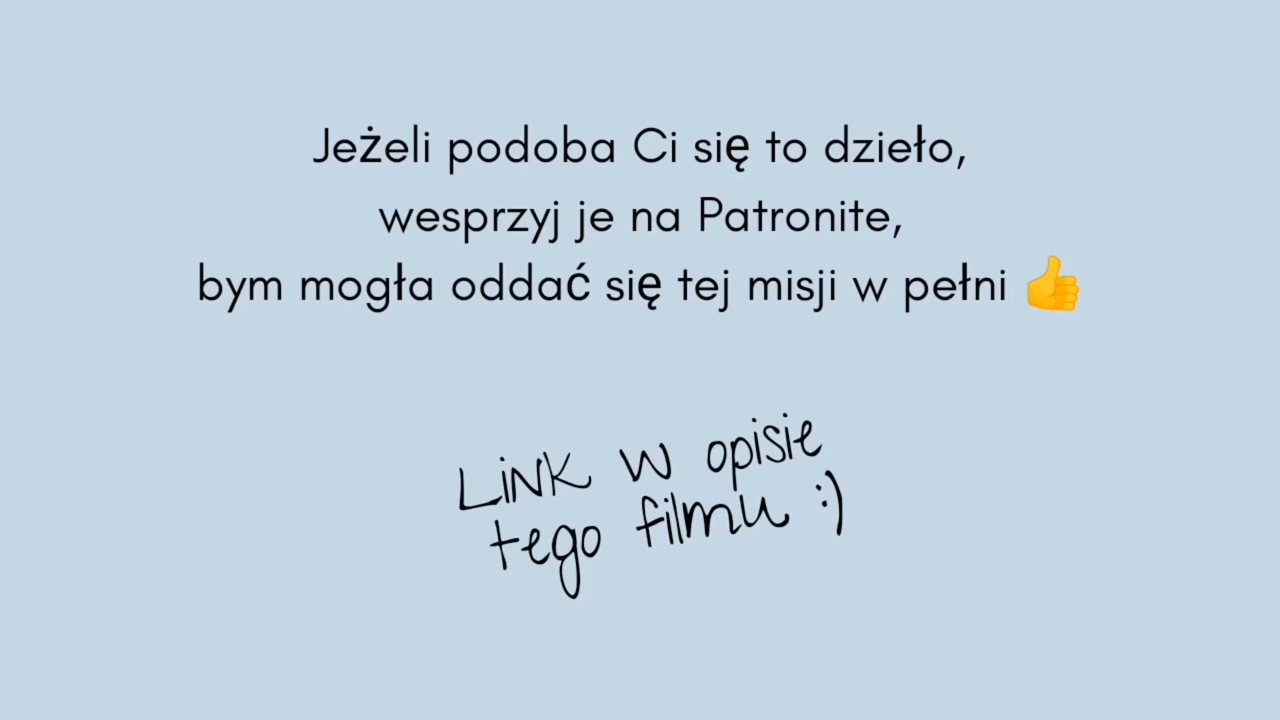 Jeżeli podoba Ci się to dzieło,
wesprzyj je na Patronite,
bym mogła oddać się tej misji w pełni 👍
Link w opisie
tego filmu :)